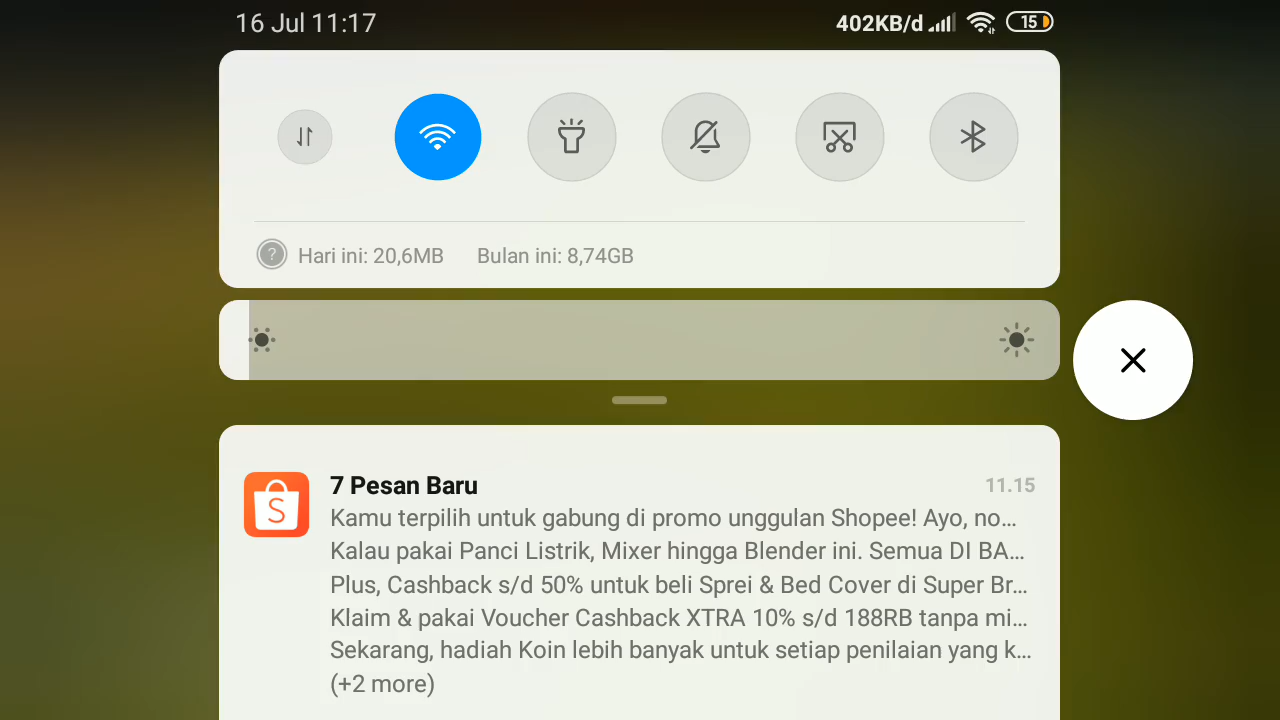 16 Jul 11:17
402KB/d
15
Hari ini: 20,6MB Bulan ini: 8,74GB
7 Pesan Baru
11.15
Kamu terpilih untuk gabung di promo unggulan Shopee! Ayo, no...
Kalau pakai Panci Listrik, Mixer hingga Blender ini. Semua DI BA...
Plus, Cashback s/d 50% untuk beli Sprei & Bed Cover di Super Br...
Klaim & pakai Voucher Cashback XTRA 10% s/d 188RB tanpa mi...
Sekarang, hadiah Koin lebih banyak untuk setiap penilaian yang k...
(+2 more)